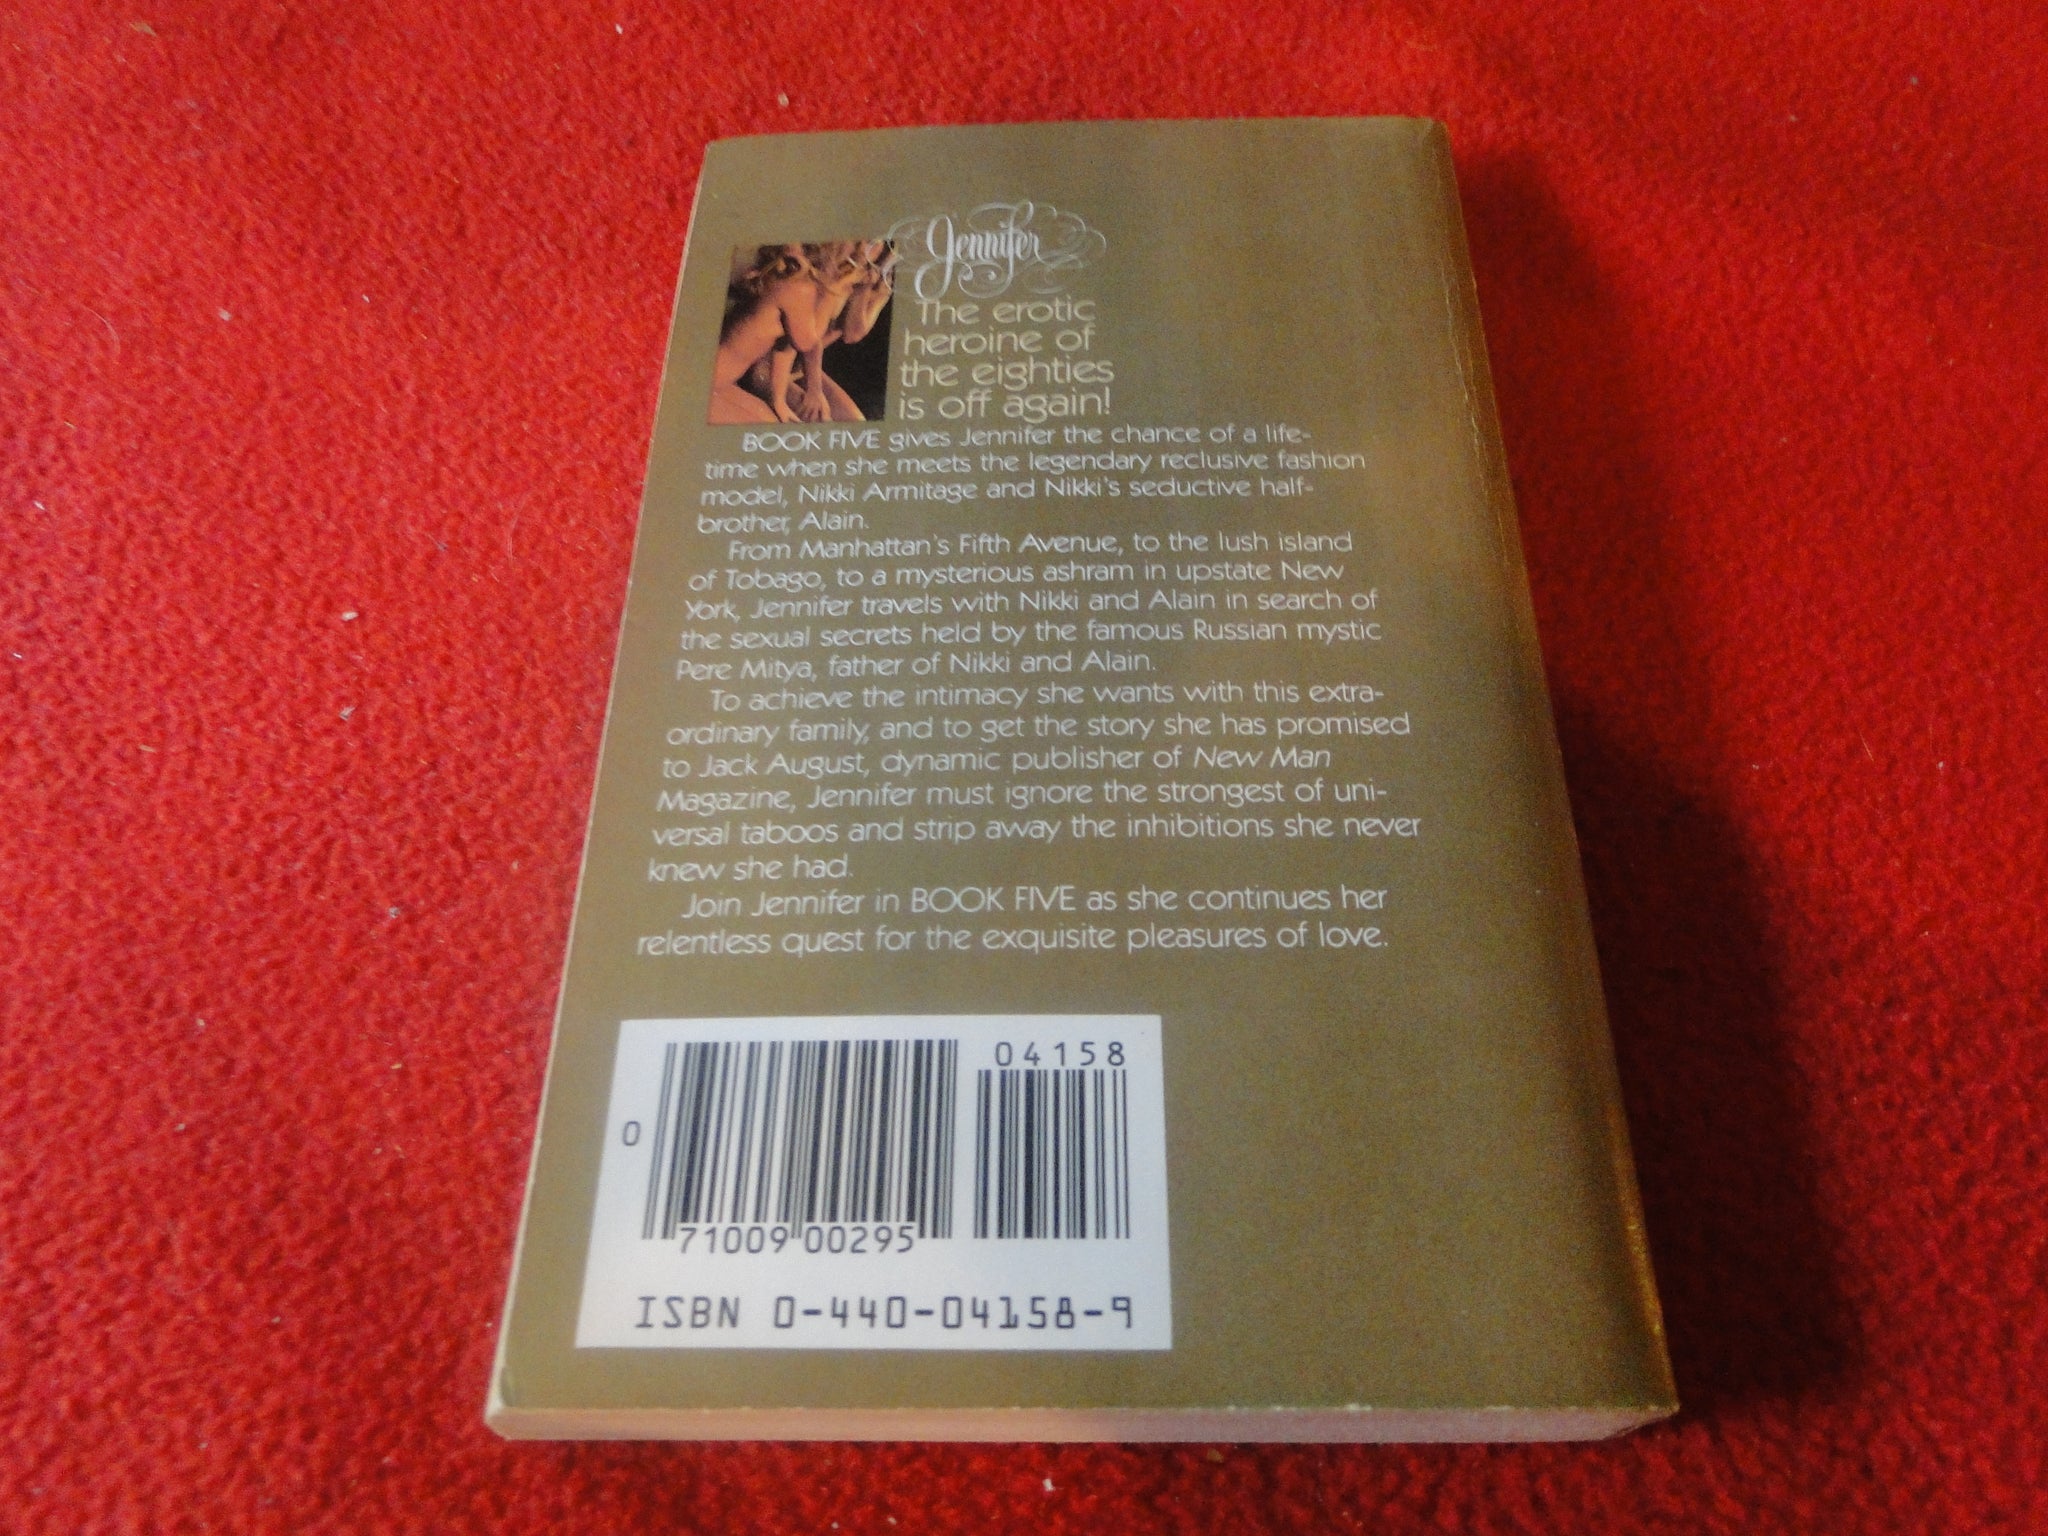 Jennifer
The erotic
heroine of
the eighties
is off again!
BOOK FIVE gives Jennifer the chance of a life-
time when she meets the legendary reclusive fashion
model, Nikki Armitage and Nikki's seductive half-
brother, Alain.
From Manhattan's Fifth Avenue, to the lush island
of Tobago, to a mysterious ashram in upstate New
York, Jennifer travels with Nikki and Alain in search of
the sexual secrets held by the famous Russian mystic
Pere Mitya, father of Nikki and Alain.
To achieve the intimacy she wants with this extra-
ordinary family, and to get the story she has promised
to Jack August, dynamic publisher of New Man
Magazine, Jennifer must ignore the strongest of uni-
versal taboos and strip away the inhibitions she never
knew she had.
Join Jennifer in BOOK FIVE as she continues her
relentless quest for the exquisite pleasures of love.
04158
0
71009 00295
ISBN 0-440-04158-9